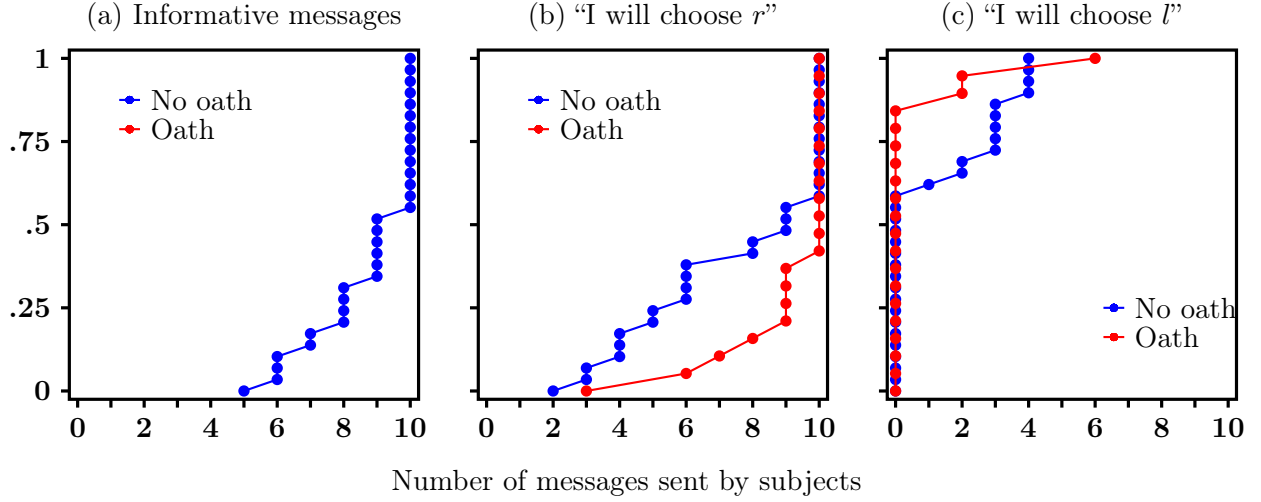 (a) Informative messages
(b) “I will choose r”
(c) “I will choose l”
1
.75
.5
.25
0
No oath
Oath
No oath
Oath
No oath
Oath
0 2 4 6 8 10
0 2 4 6 8 10
0 2 4 6 8 10
Number of messages sent by subjects